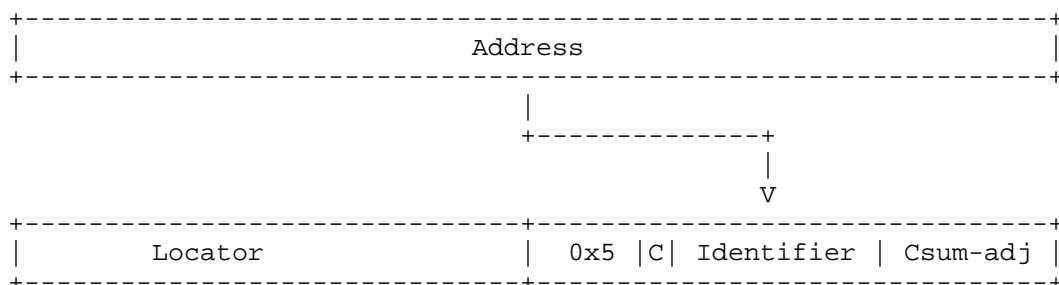 Address
V
Locator | 0x5 |C| Identifier | Csum-adj